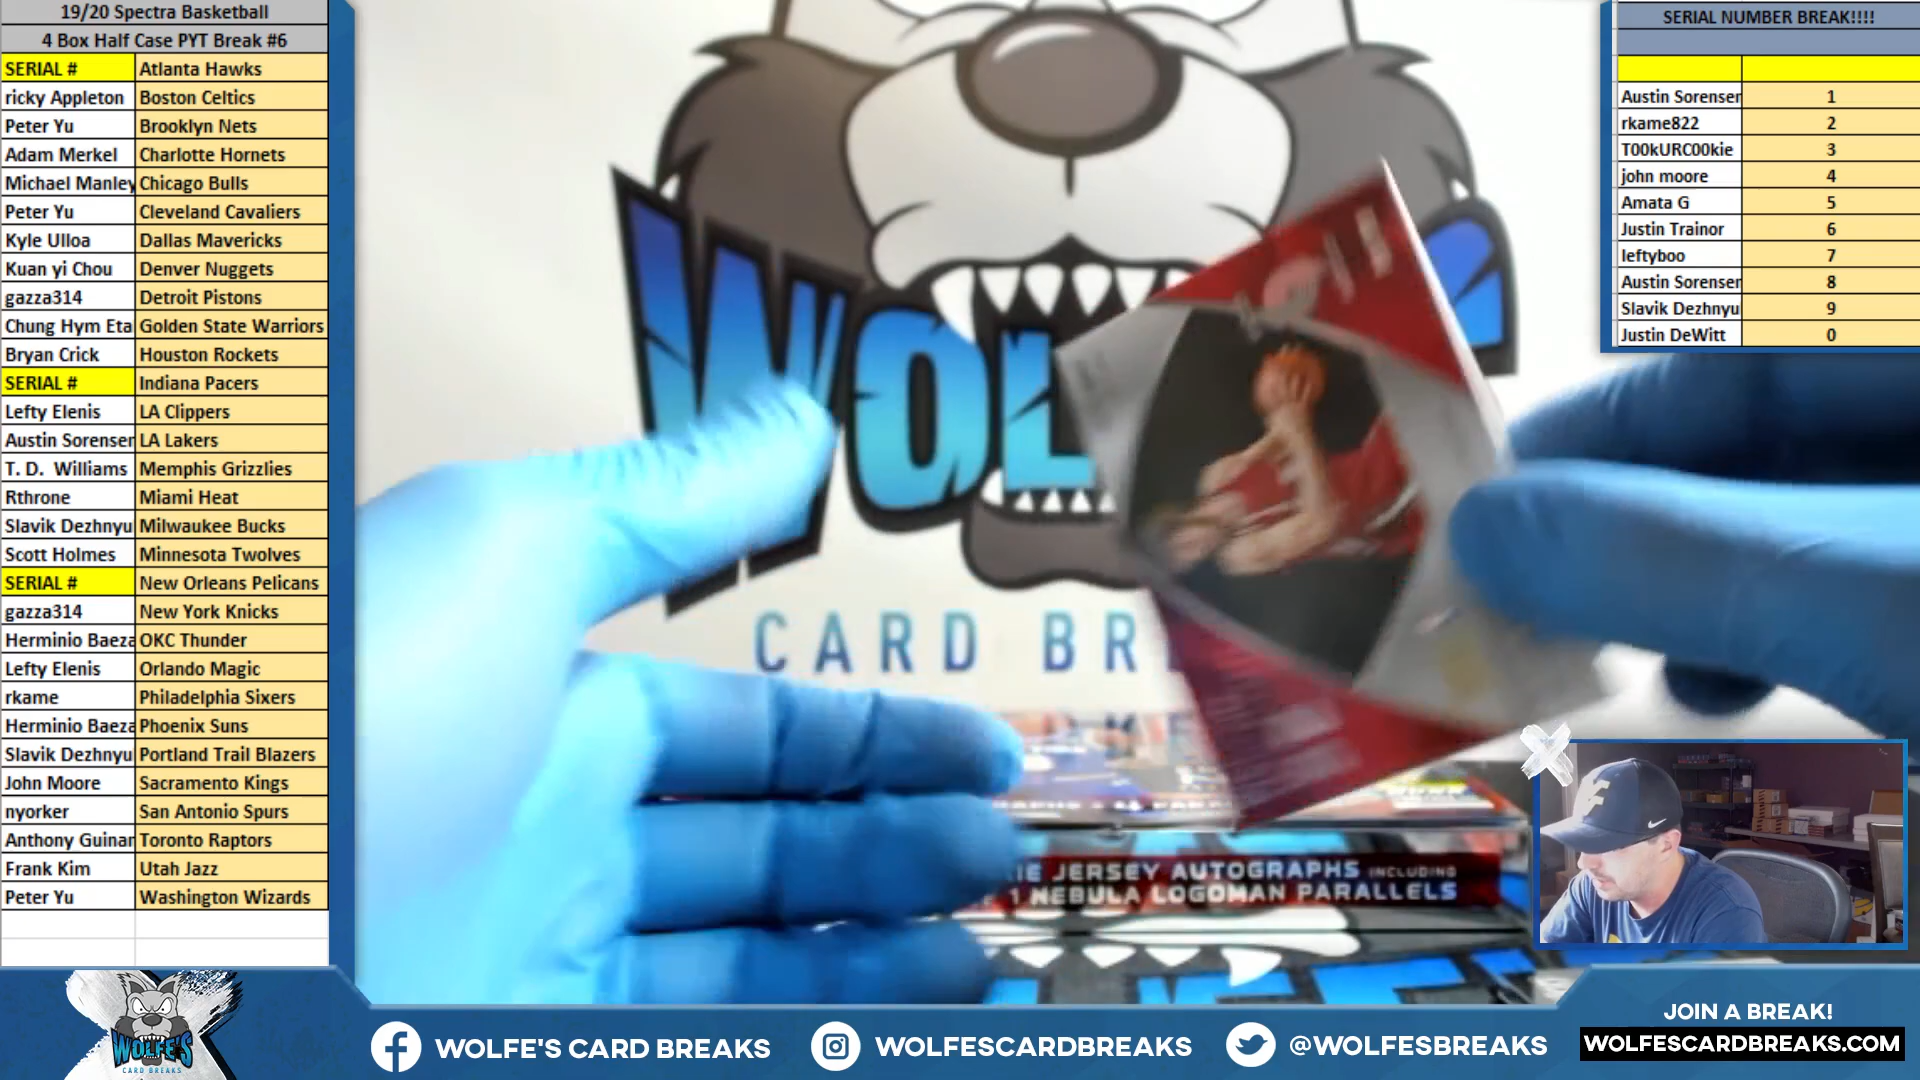 19/20 Spectra Basketball
4 Box Half Case PYT Break #6
SERIAL # Atlanta Hawks
ricky Appleton Boston Celtics
Peter Yu Brooklyn Nets
Adam Merkel Charlotte Hornets
Michael Manley Chicago Bulls
Peter Yu Cleveland Cavaliers
Kyle Ulloa Dallas Mavericks
Kuan yi Chou Denver Nuggets
gazza314 Detroit Pistons
Chung Hym Eta Golden State Warriors
Bryan Crick Houston Rockets
SERIAL # Indiana Pacers
Lefty Elenis LA Clippers
Austin Sorenser LA Lakers
T. D. Williams Memphis Grizzlies
Rthrone Miami Heat
Slavik Dezhnyu Milwaukee Bucks
Scott Holmes Minnesota Twolves
SERIAL # New Orleans Pelicans
gazza314 New York Knicks
Herminio Baeza OKC Thunder
Lefty Elenis Orlando Magic
rkame Philadelphia Sixers
Herminio Baeza Phoenix Suns
Slavik Dezhnyu Portland Trail Blazers
John Moore Sacramento Kings
nyorker San Antonio Spurs
Anthony Guinan Toronto Raptors
Frank Kim Utah Jazz
Peter Yu Washington Wizards
SERIAL NUMBER BREAK!!!!
Austin Sorenser 1
rkame822 2
T00kURC00kie 3
john moore 4
Amata G 5
Justin Trainor 6
leftyboo 7
Austin Sorenser 8
Slavik Dezhnyu 9
Justin DeWitt 0
WOL
CARD BR
IE JERSEY AUTOGRAPHS INCLUDING
1 NEBULA LOGOMAN PARALLELS
WOLFE'S
CARD BREAKS
WOLFE'S CARD BREAKS
WOLFESCARDBREAKS
@WOLFESBREAKS
JOIN A BREAK!
WOLFESCARDBREAKS.COM